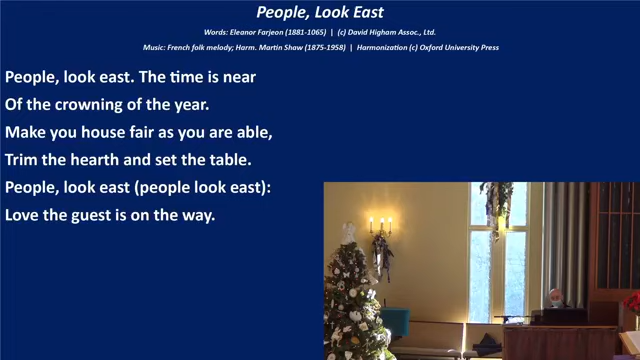 People, Look East
Words: Eleanor Farjeon (1881-1065) | (c) David Higham Assoc., Ltd.
Music: French folk melody; Harm. Martin Shaw (1875-1958) | Harmonization (c) Oxford University Press
People, look east. The time is near
Of the crowning of the year.
Make you house fair as you are able,
Trim the hearth and set the table.
People, look east (people look east):
Love the guest is on the way.